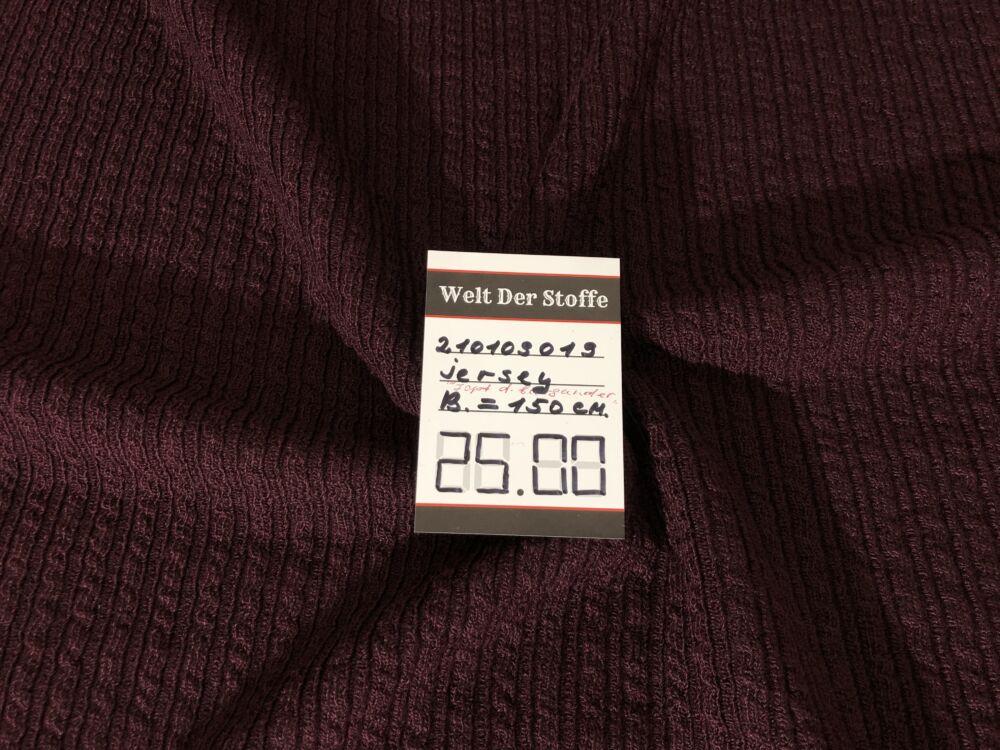 Welt Der Stoffe
210109019
jersey
B. = 150 cm.
25.00